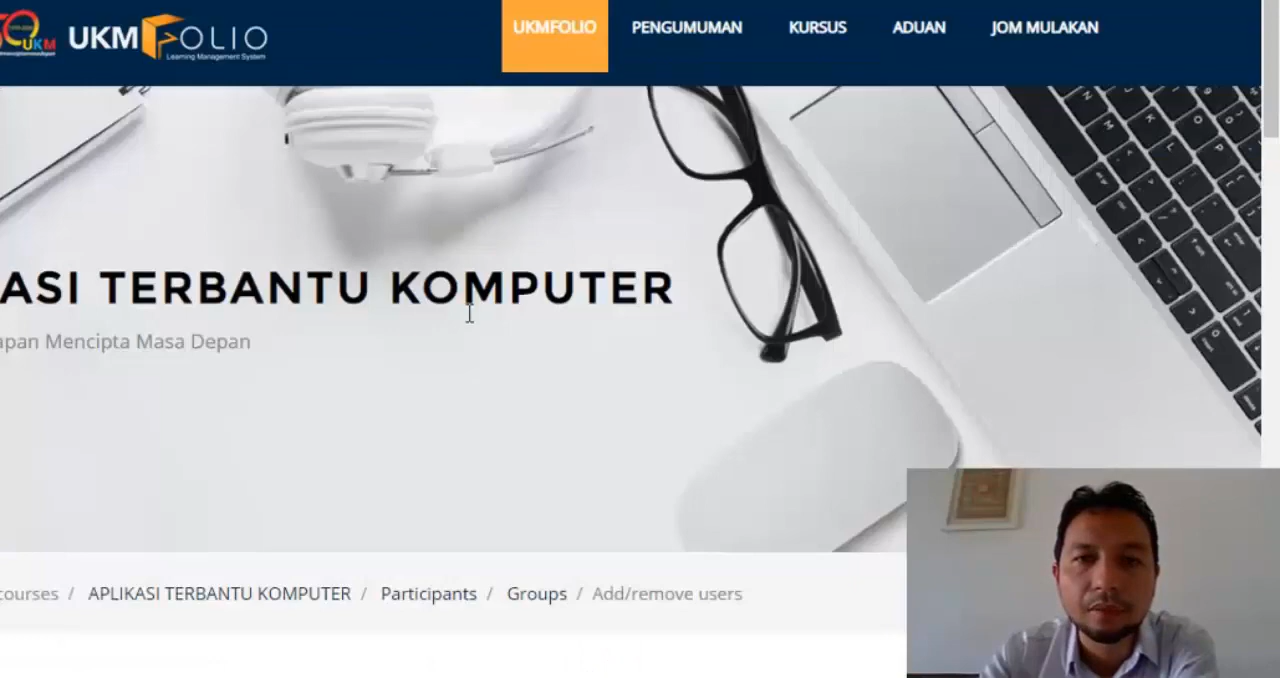 UKM
UKMFOLIO
Learning Management System
UKMFOLIO PENGUMUMAN KURSUS ADUAN JOM MULAKAN
ASI TERBANTU KOMPUTER
apan Mencipta Masa Depan
courses / APLIKASI TERBANTU KOMPUTER / Participants / Groups / Add/remove users